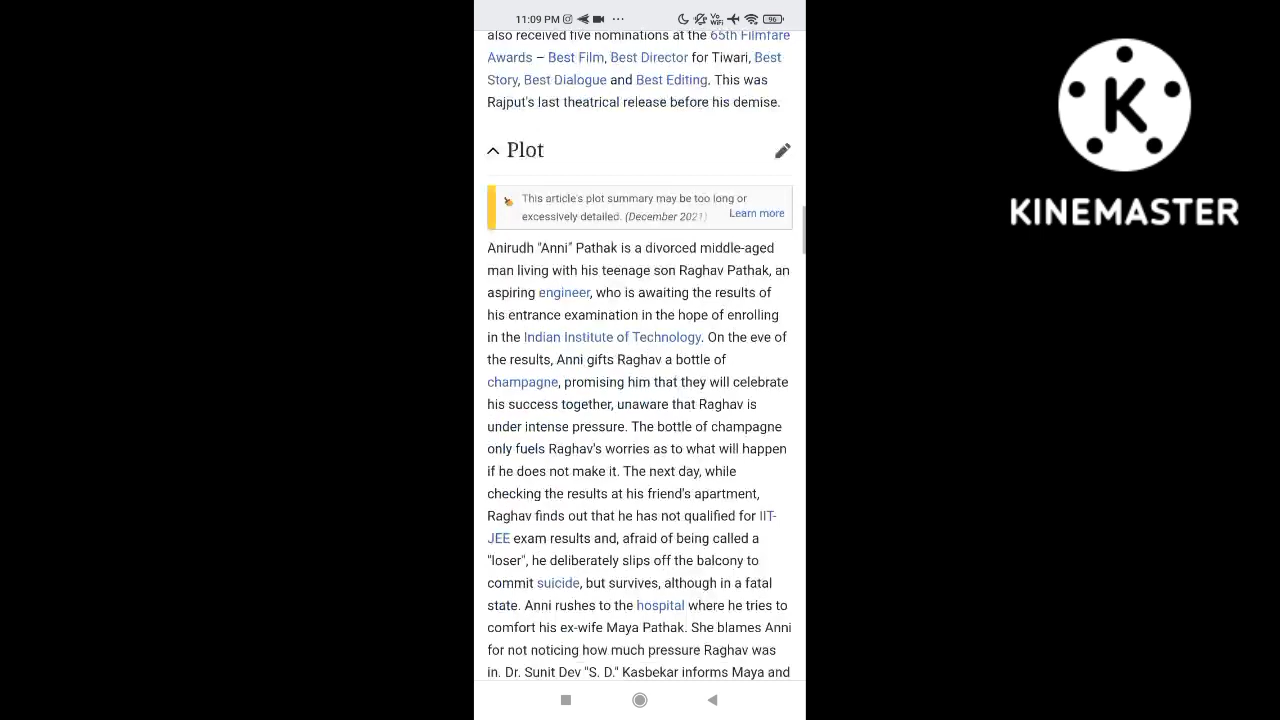 11:09 PM
Vo WiFi
96
also received five nominations at the 65th Filmfare
Awards – Best Film, Best Director for Tiwari, Best
Story, Best Dialogue and Best Editing. This was
Rajput's last theatrical release before his demise.
Plot
This article's plot summary may be too long or
excessively detailed. (December 2021)
Learn more
Anirudh "Anni" Pathak is a divorced middle-aged
man living with his teenage son Raghav Pathak, an
aspiring engineer, who is awaiting the results of
his entrance examination in the hope of enrolling
in the Indian Institute of Technology. On the eve of
the results, Anni gifts Raghav a bottle of
champagne, promising him that they will celebrate
his success together, unaware that Raghav is
under intense pressure. The bottle of champagne
only fuels Raghav's worries as to what will happen
if he does not make it. The next day, while
checking the results at his friend's apartment,
Raghav finds out that he has not qualified for IIT-
JEE exam results and, afraid of being called a
"loser", he deliberately slips off the balcony to
commit suicide, but survives, although in a fatal
state. Anni rushes to the hospital where he tries to
comfort his ex-wife Maya Pathak. She blames Anni
for not noticing how much pressure Raghav was
in. Dr. Sunit Dev "S. D." Kasbekar informs Maya and
K
KINEMASTER